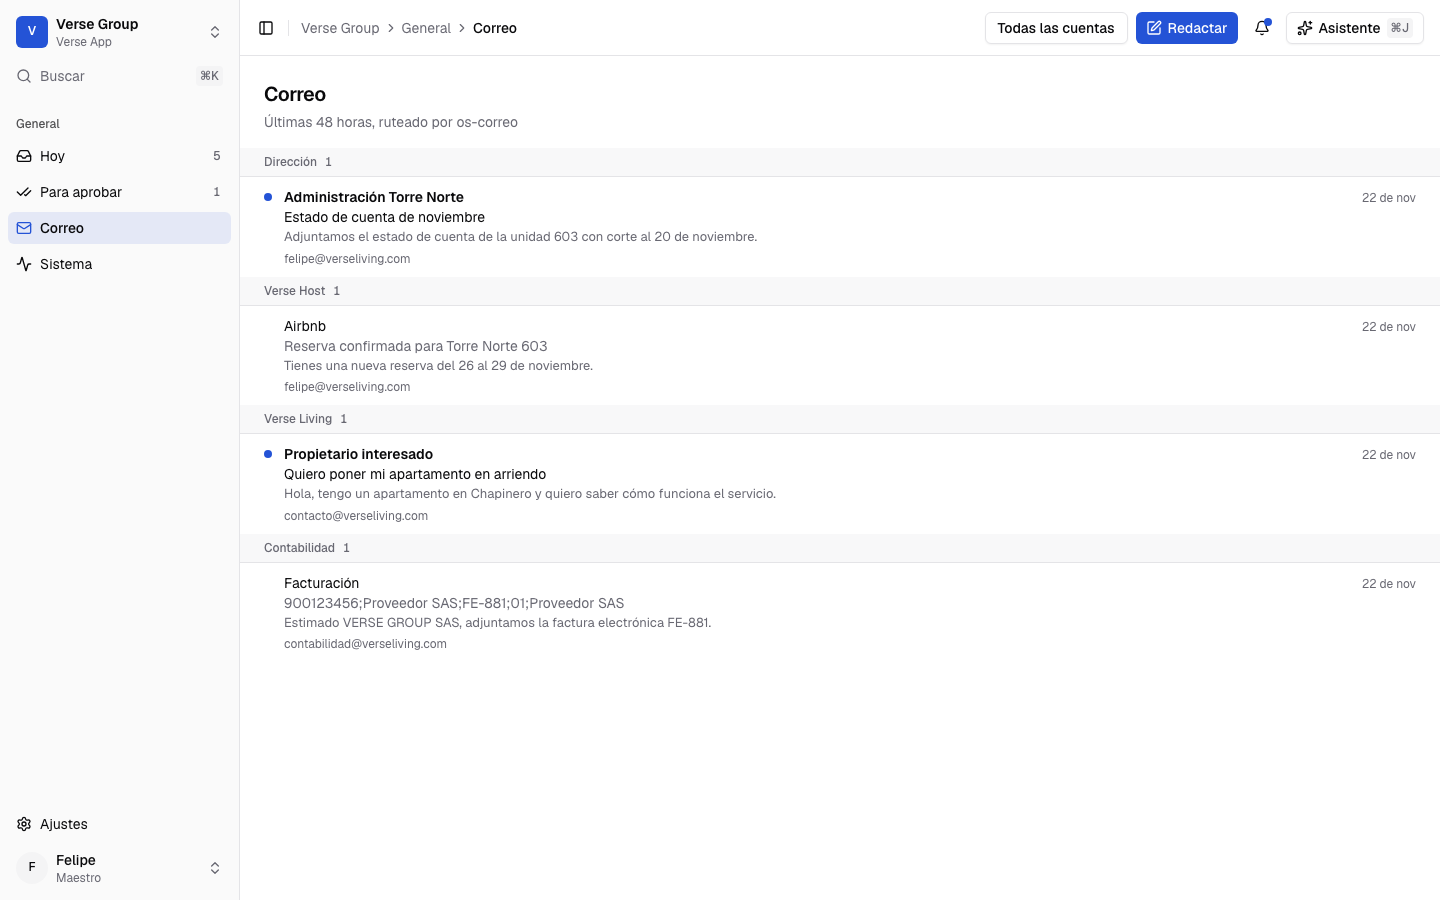 V
Verse Group
Verse App
Buscar ⌘K
General
Hoy 5
Para aprobar 1
Correo
Sistema
Ajustes
F
Felipe
Maestro
Verse Group > General > Correo
Todas las cuentas
Redactar
Asistente ⌘J
Correo
Últimas 48 horas, ruteado por os-correo
Dirección 1
Administración Torre Norte 22 de nov
Estado de cuenta de noviembre
Adjuntamos el estado de cuenta de la unidad 603 con corte al 20 de noviembre.
felipe@verseliving.com
Verse Host 1
Airbnb 22 de nov
Reserva confirmada para Torre Norte 603
Tienes una nueva reserva del 26 al 29 de noviembre.
felipe@verseliving.com
Verse Living 1
Propietario interesado 22 de nov
Quiero poner mi apartamento en arriendo
Hola, tengo un apartamento en Chapinero y quiero saber cómo funciona el servicio.
contacto@verseliving.com
Contabilidad 1
Facturación 22 de nov
900123456;Proveedor SAS;FE-881;01;Proveedor SAS
Estimado VERSE GROUP SAS, adjuntamos la factura electrónica FE-881.
contabilidad@verseliving.com